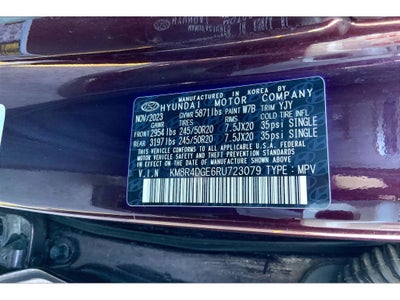 MANUFACTURED IN KOREA BY
HYUNDAI MOTOR COMPANY
NOV/2023 GVWR 5871lbs PAINT W7B TRIM YJY
GAWR TIRES RIMS COLD TIRE INFL
FRONT 2954 lbs 245/50R20 7.5JX20 35psi SINGLE
REAR 3197 lbs 245/50R20 7.5JX20 35psi SINGLE
THIS VEHICLE CONFORMS TO ALL APPLICABLE U.S.A. FEDERAL
MOTOR VEHICLE SAFETY STANDARDS IN EFFECT
ON THE DATE OF MANUFACTURE SHOWN ABOVE.
V.I.N KM8R4DGE6RU723079 TYPE : MPV